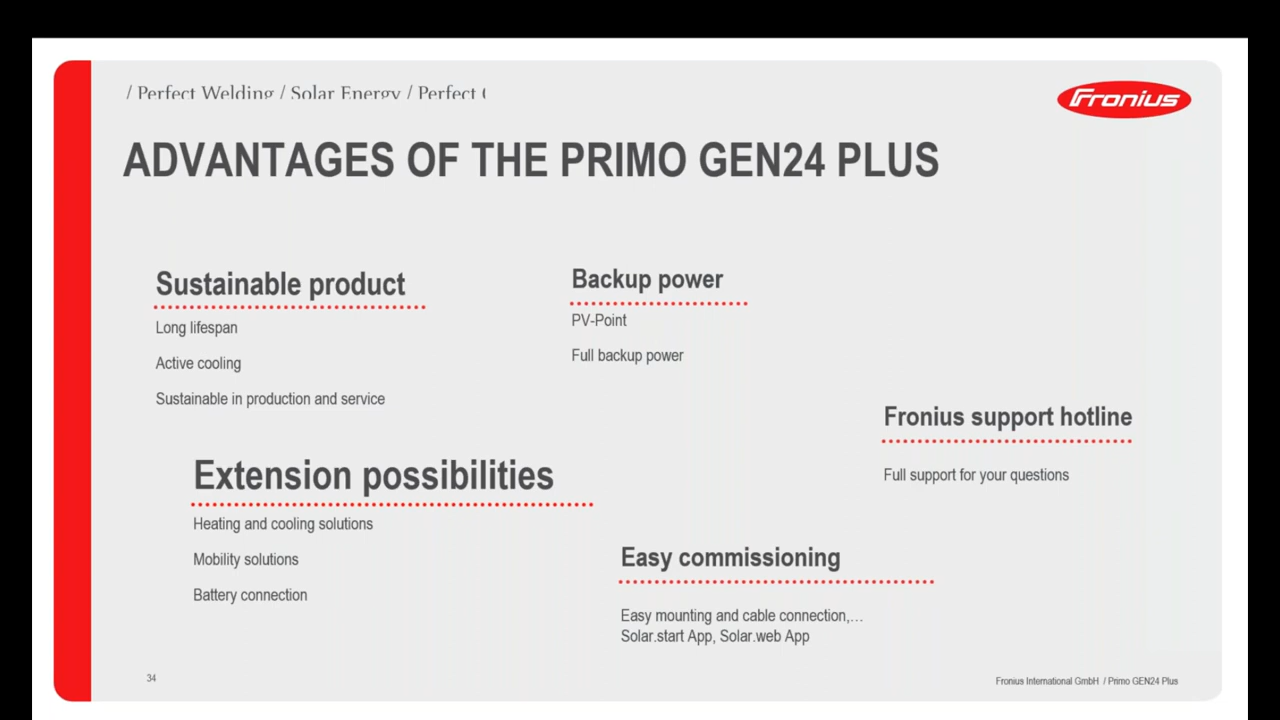 / Perfect Welding / Solar Energy / Perfect
Fronius
ADVANTAGES OF THE PRIMO GEN24 PLUS
Sustainable product
Long lifespan
Active cooling
Sustainable in production and service
Backup power
PV-Point
Full backup power
Fronius support hotline
Full support for your questions
Extension possibilities
Heating and cooling solutions
Mobility solutions
Battery connection
Easy commissioning
Easy mounting and cable connection,…
Solar.start App, Solar.web App
34
Fronius International GmbH / Primo GEN24 Plus